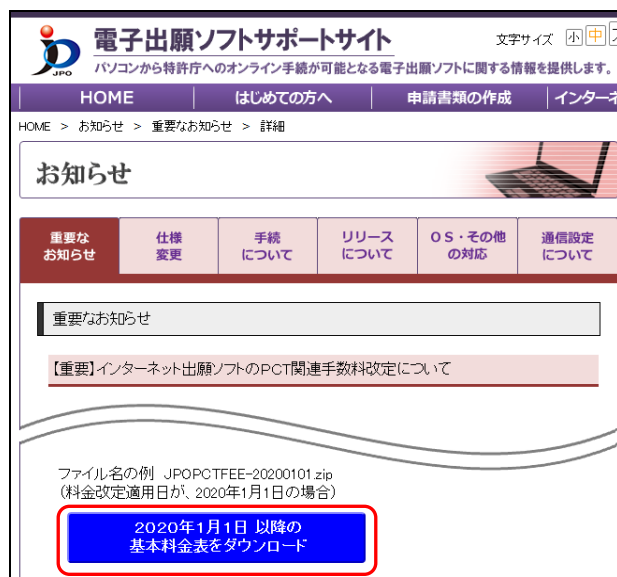 電子出願ソフトサポートサイト
文字サイズ 小 中
JPO
パソコンから特許庁へのオンライン手続が可能となる電子出願ソフトに関する情報を提供します。
HOME はじめての方へ 申請書類の作成 インターネ
HOME > お知らせ > 重要なお知らせ > 詳細
お知らせ
重要な
お知らせ
仕様
変更
手続
について
リリース
について
OS・その他
の対応
通信設定
について
重要なお知らせ
【重要】インターネット出願ソフトのPCT関連手数料改定について
ファイル名の例 JPOPCTFEE-20200101.zip
(料金改定適用日が、2020年1月1日の場合)
2020年1月1日 以降の
基本料金表をダウンロード